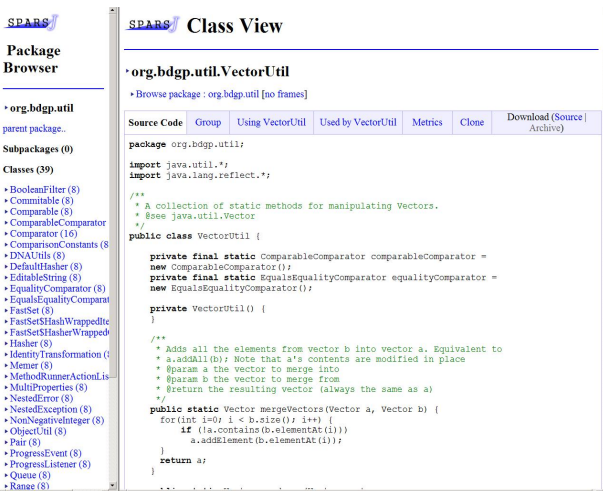 SPARS J
Package
Browser
org.bdgp.util
parent package..
Subpackages (0)
Classes (39)
BooleanFilter (8)
Commitable (8)
Comparable (8)
ComparableComparator
Comparator (16)
ComparisonConstants (8
DNAUtils (8)
DefaultHasher (8)
EditableString (8)
EqualityComparator (8)
EqualsEqualityComparat
FastSet (8)
FastSet$HashWrappedIte
FastSet$HasherWrapped
Hasher (8)
IdentityTransformation (
Memer (8)
MethodRunnerActionLis
MultiProperties (8)
NestedError (8)
NestedException (8)
NonNegativeInteger (8)
ObjectUtil (8)
Pair (8)
ProgressEvent (8)
ProgressListener (8)
Queue (8)
Range (8)
SPARS J Class View
org.bdgp.util.VectorUtil
Browse package : org.bdgp.util [no frames]
Source Code Group Using VectorUtil Used by VectorUtil Metrics Clone Download (Source |
Archive)
package org.bdgp.util;
import java.util.*;
import java.lang.reflect.*;
/**
* A collection of static methods for manipulating Vectors.
* @see java.util.Vector
*/
public class VectorUtil {
private final static ComparableComparator comparableComparator =
new ComparableComparator();
private final static EqualsEqualityComparator equalityComparator =
new EqualsEqualityComparator();
private VectorUtil() {
}
/**
* Adds all the elements from vector b into vector a. Equivalent to
* a.addAll(b); Note that a's contents are modified in place
* @param a the vector to merge into
* @param b the vector to merge from
* @return the resulting vector (always the same as a)
*/
public static Vector mergeVectors(Vector a, Vector b) {
for(int i=0; i < b.size(); i++) {
if (!a.contains(b.elementAt(i)))
a.addElement(b.elementAt(i));
}
return a;
}